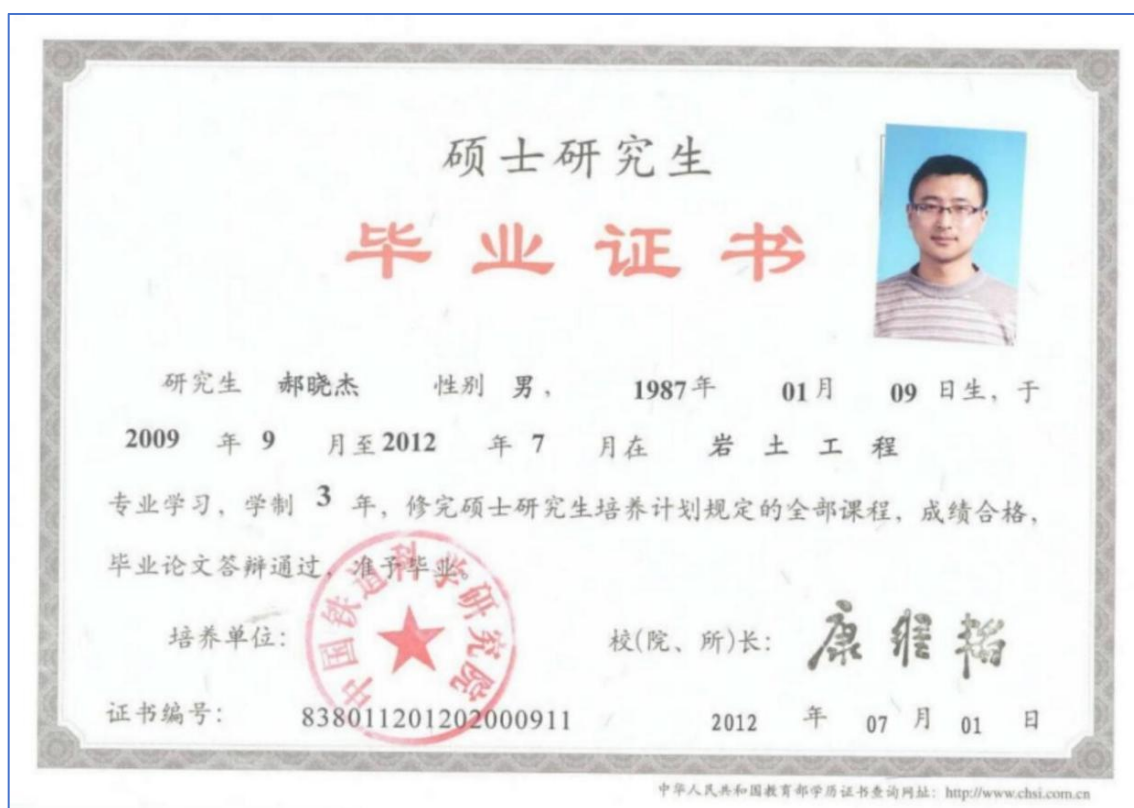 硕士研究生
毕业证书
研究生 郝晓杰 性别 男， 1987年 01月 09 日生，于
2009 年 9 月至2012 年 7 月在 岩土工程
专业学习，学制 3 年，修完硕士研究生培养计划规定的全部课程，成绩合格，
毕业论文答辩通过，准予毕业。
中国铁道科学研究院
培养单位： 校(院、所)长： 康维韬
证书编号： 838011201202000911 2012 年 07 月 01 日
中华人民共和国教育部学历证书查询网址：http://www.chsi.com.cn